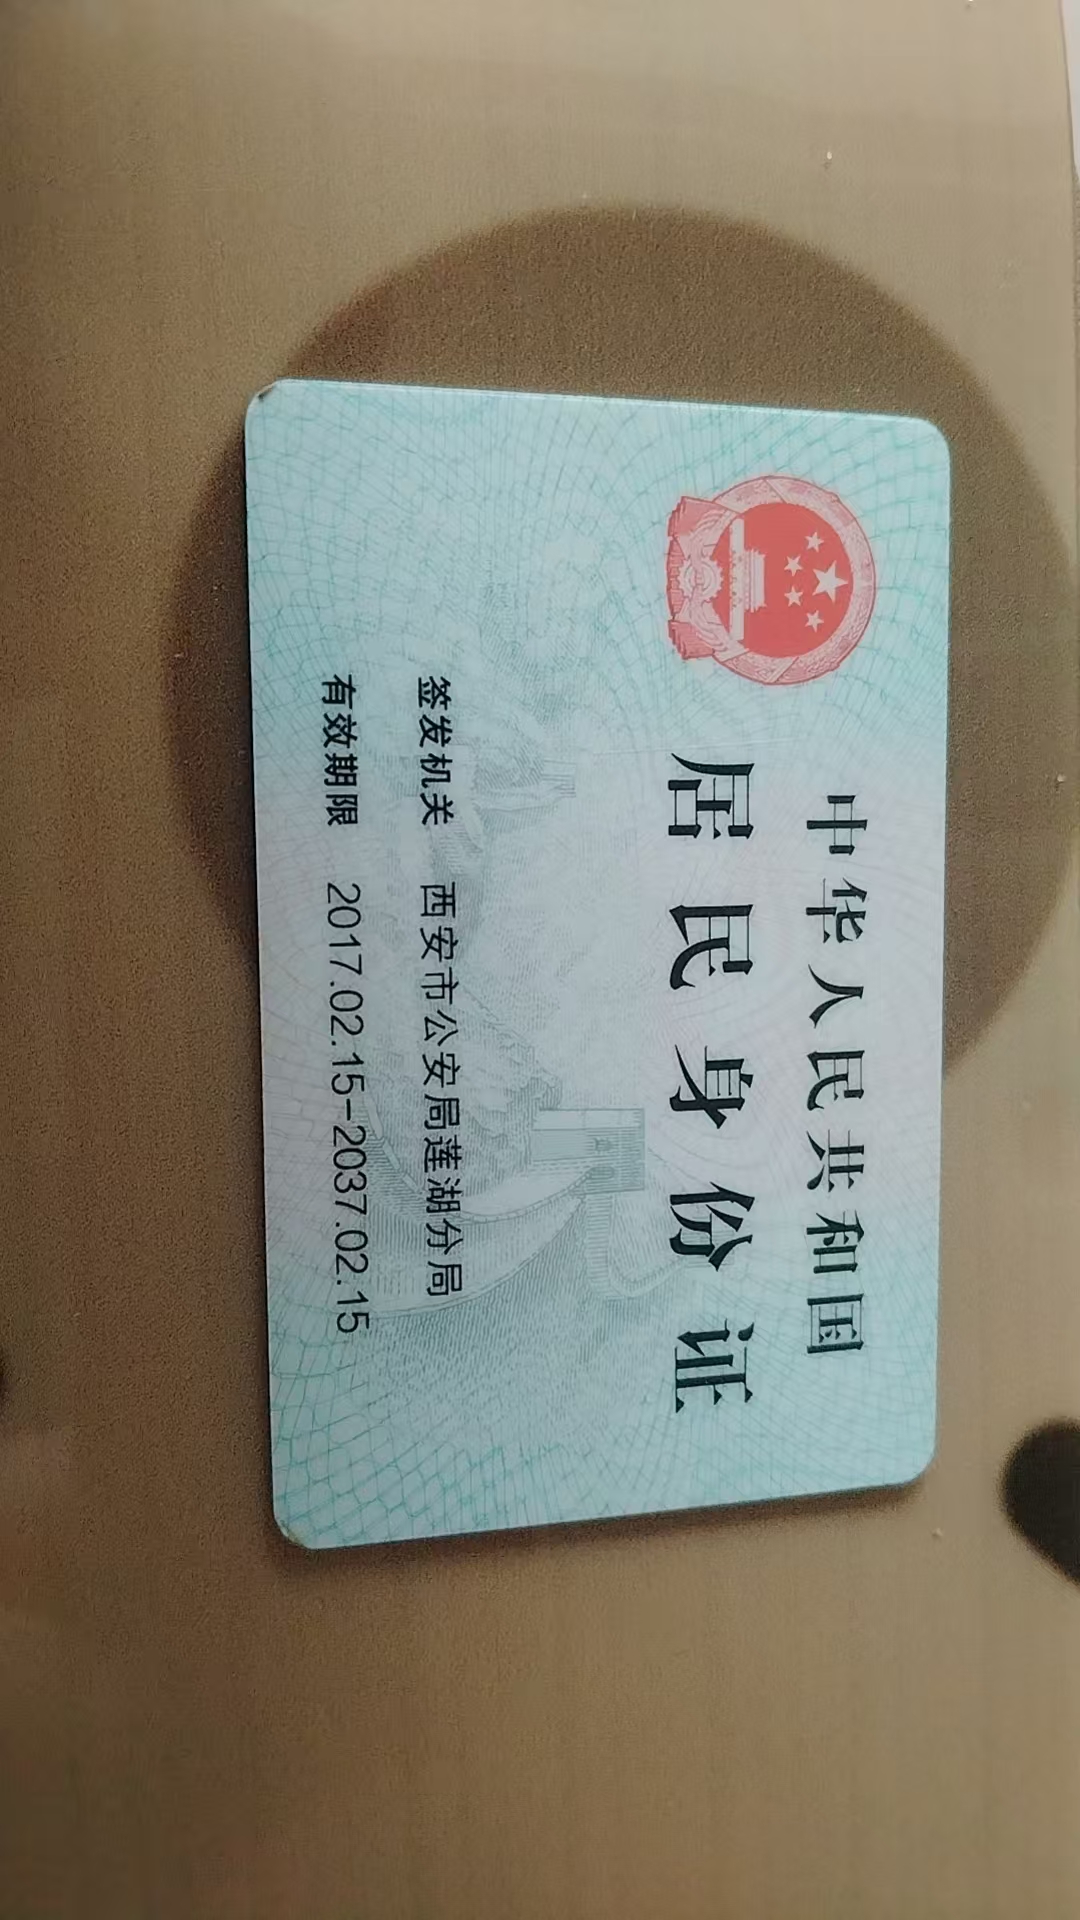 中华人民共和国
居民身份证
签发机关 西安市公安局莲湖分局
有效期限 2017.02.15-2037.02.15